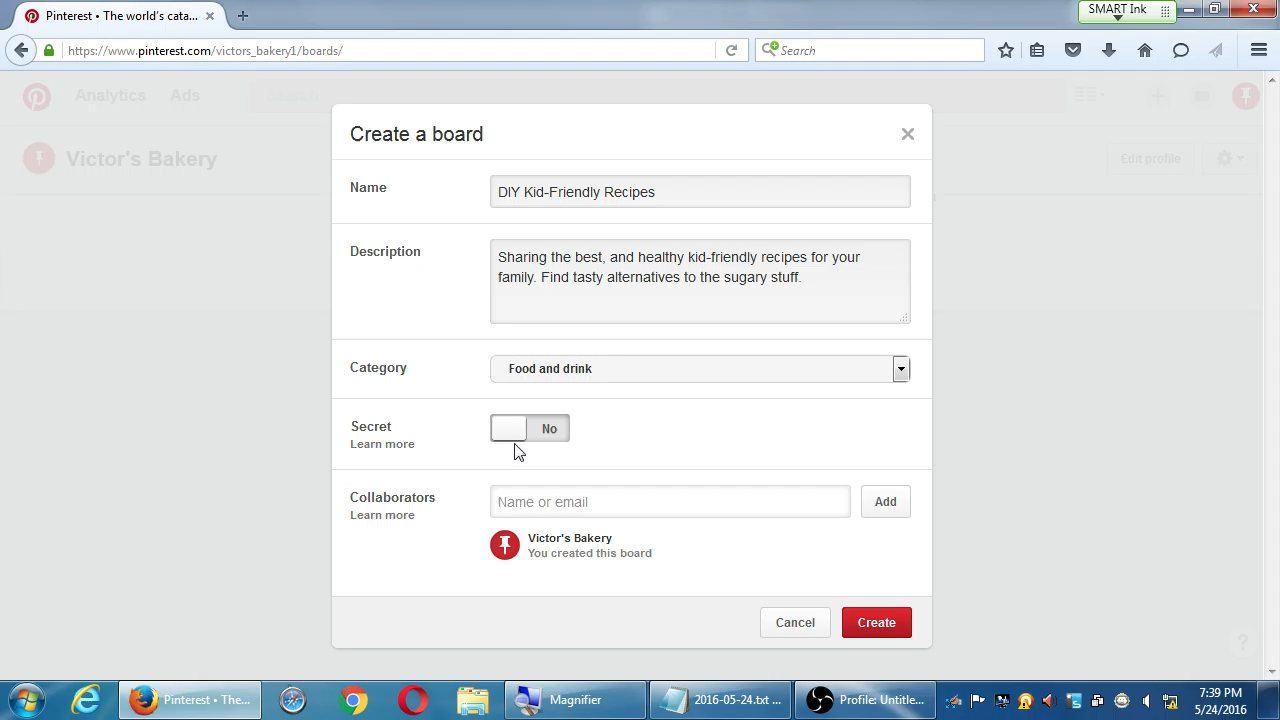 Pinterest • The world's cata...
SMART Ink
https://www.pinterest.com/victors_bakery1/boards/
Search
Analytics
Ads
Search
Victor's Bakery
Edit profile
Create a board
Name
DIY Kid-Friendly Recipes
Description
Sharing the best, and healthy kid-friendly recipes for your
family. Find tasty alternatives to the sugary stuff.
Category
Food and drink
Secret
Learn more
No
Collaborators
Learn more
Name or email
Add
Victor's Bakery
You created this board
Cancel
Create
?
Pinterest • The...
Magnifier
2016-05-24.txt ...
Profile: Untitle...
7:39 PM
5/24/2016